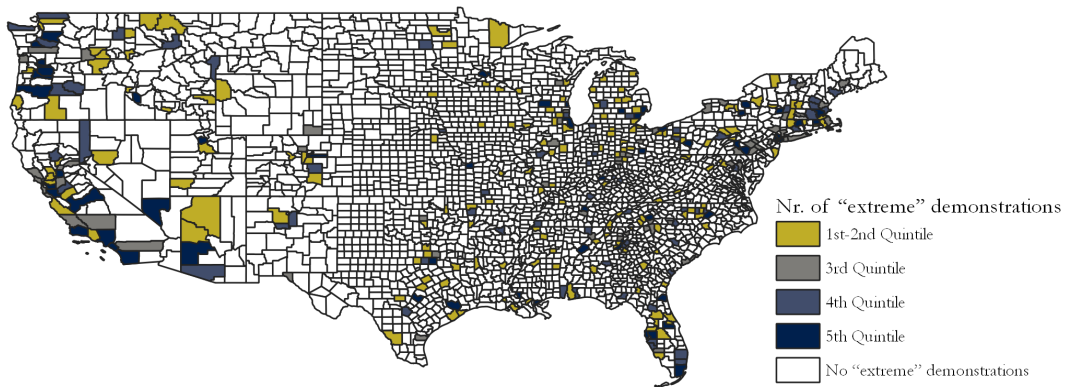 Nr. of “extreme” demonstrations
1st-2nd Quintile
3rd Quintile
4th Quintile
5th Quintile
No “extreme” demonstrations